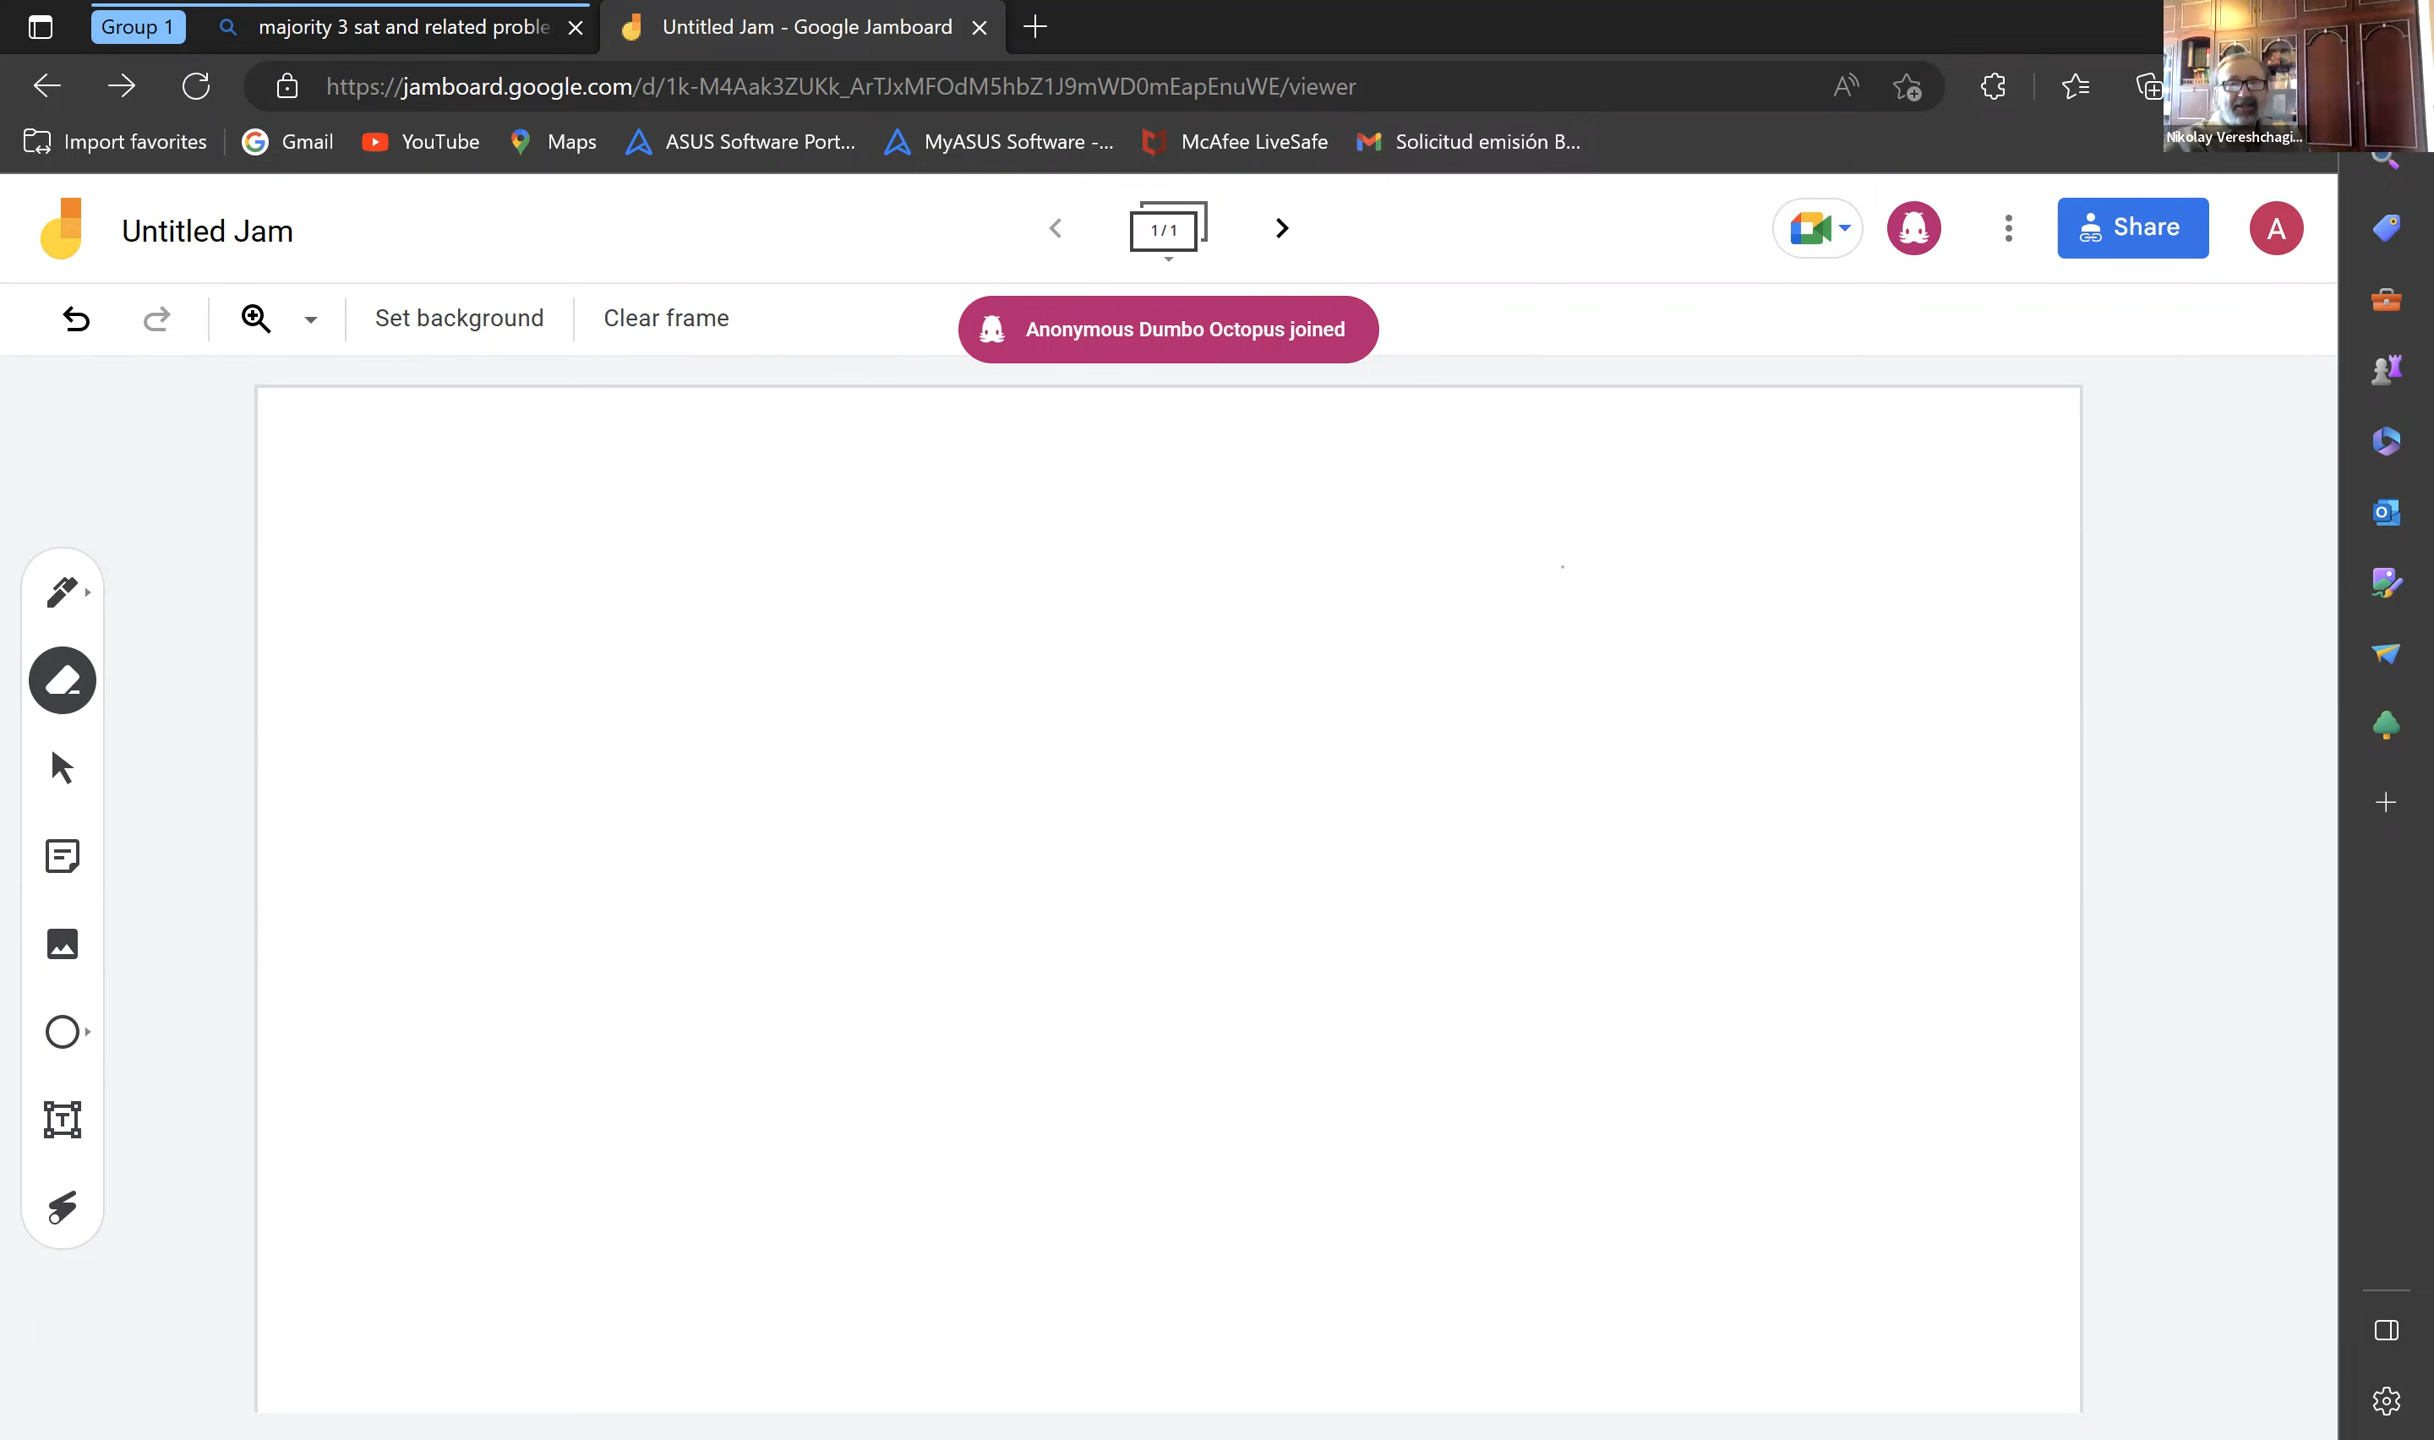 Group 1
majority 3 sat and related proble
Untitled Jam - Google Jamboard
https://jamboard.google.com/d/1k-M4Aak3ZUKk_ArTJxMFOdM5hbZ1J9mWD0mEapEnuWE/viewer
Import favorites
Gmail
YouTube
Maps
ASUS Software Port...
MyASUS Software -...
McAfee LiveSafe
Solicitud emisión B...
Nikolay Vereshchagi...
Untitled Jam
1 / 1
Share
A
Set background
Clear frame
Anonymous Dumbo Octopus joined